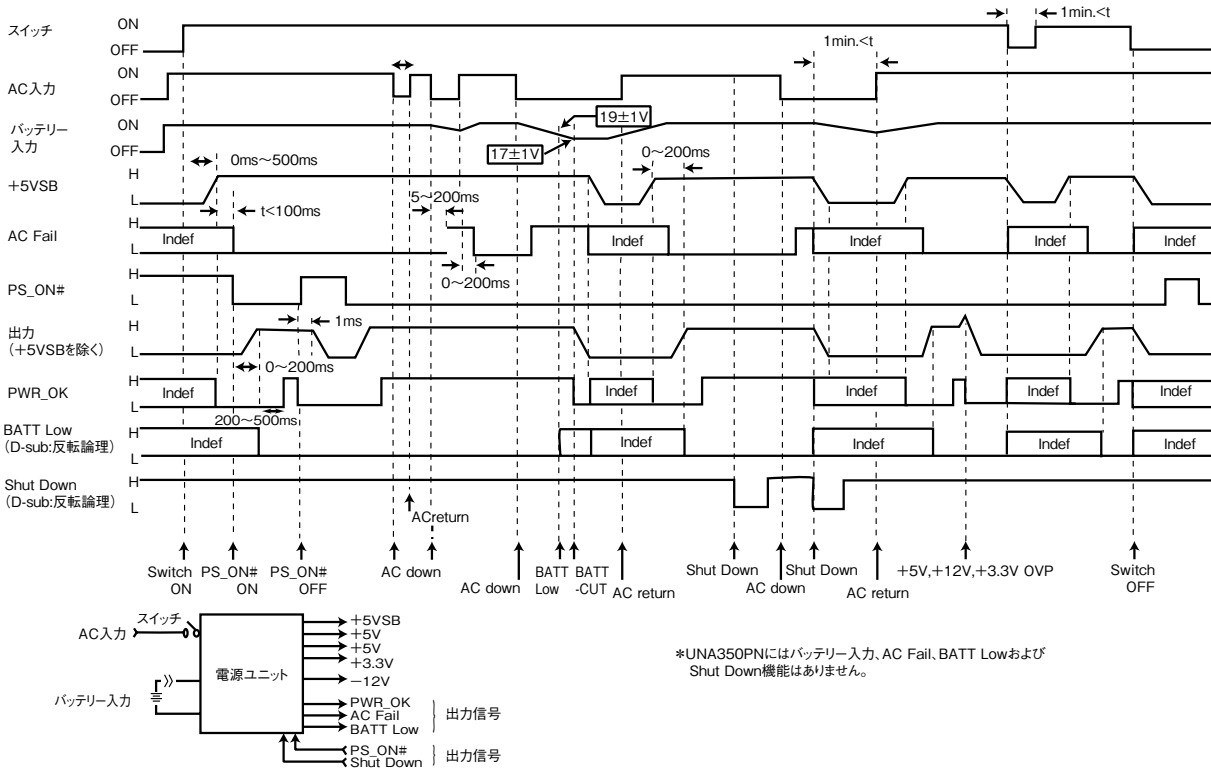 スイッチ
ON
OFF
1min.<t
1min.<t
AC入力
ON
OFF
バッテリー
入力
ON
OFF
19±1V
17±1V
+5VSB
H
L
0ms~500ms
0~200ms
t<100ms
5~200ms
AC Fail
H
L
Indef
Indef
Indef
Indef
Indef
0~200ms
PS_ON#
H
L
1ms
出力
(+5VSBを除く)
H
L
0~200ms
PWR_OK
H
L
Indef
Indef
Indef
Indef
Indef
200~500ms
BATT Low
(D-sub:反転論理)
H
L
Indef
Indef
Indef
Indef
Indef
Shut Down
(D-sub:反転論理)
H
L
ACreturn
Switch
ON
PS_ON#
ON
PS_ON#
OFF
AC down
AC down
BATT
Low
BATT
-CUT
AC return
Shut Down
AC down
Shut Down
AC return
+5V,+12V,+3.3V OVP
Switch
OFF
スイッチ
AC入力
バッテリー入力
電源ユニット
+5VSB
+5V
+5V
+3.3V
−12V
PWR_OK
AC Fail
BATT Low
出力信号
PS_ON#
Shut Down
出力信号
*UNA350PNにはバッテリー入力、AC Fail、BATT Lowおよび
Shut Down機能はありません。